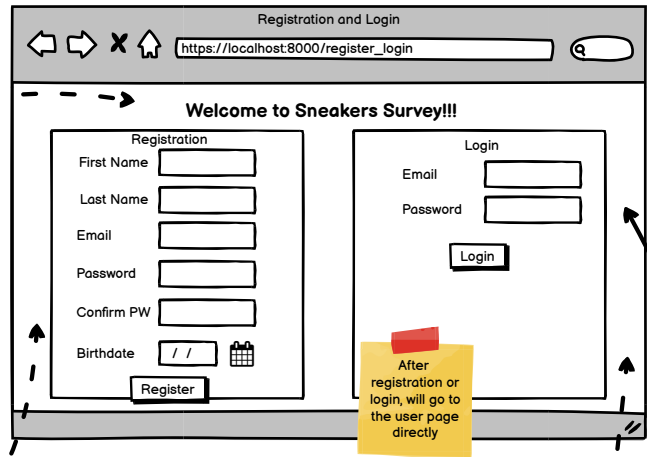 Registration and Login
https://localhost:8000/register_login
Welcome to Sneakers Survey!!!
Registration
First Name
Last Name
Email
Password
Confirm PW
Birthdate
/ /
Register
Login
Email
Password
Login
After
registration or
login, will go to
the user page
directly